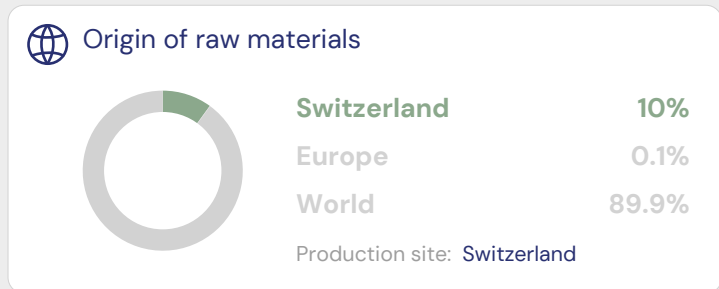 Origin of raw materials
Switzerland 10%
Europe 0.1%
World 89.9%
Production site: Switzerland